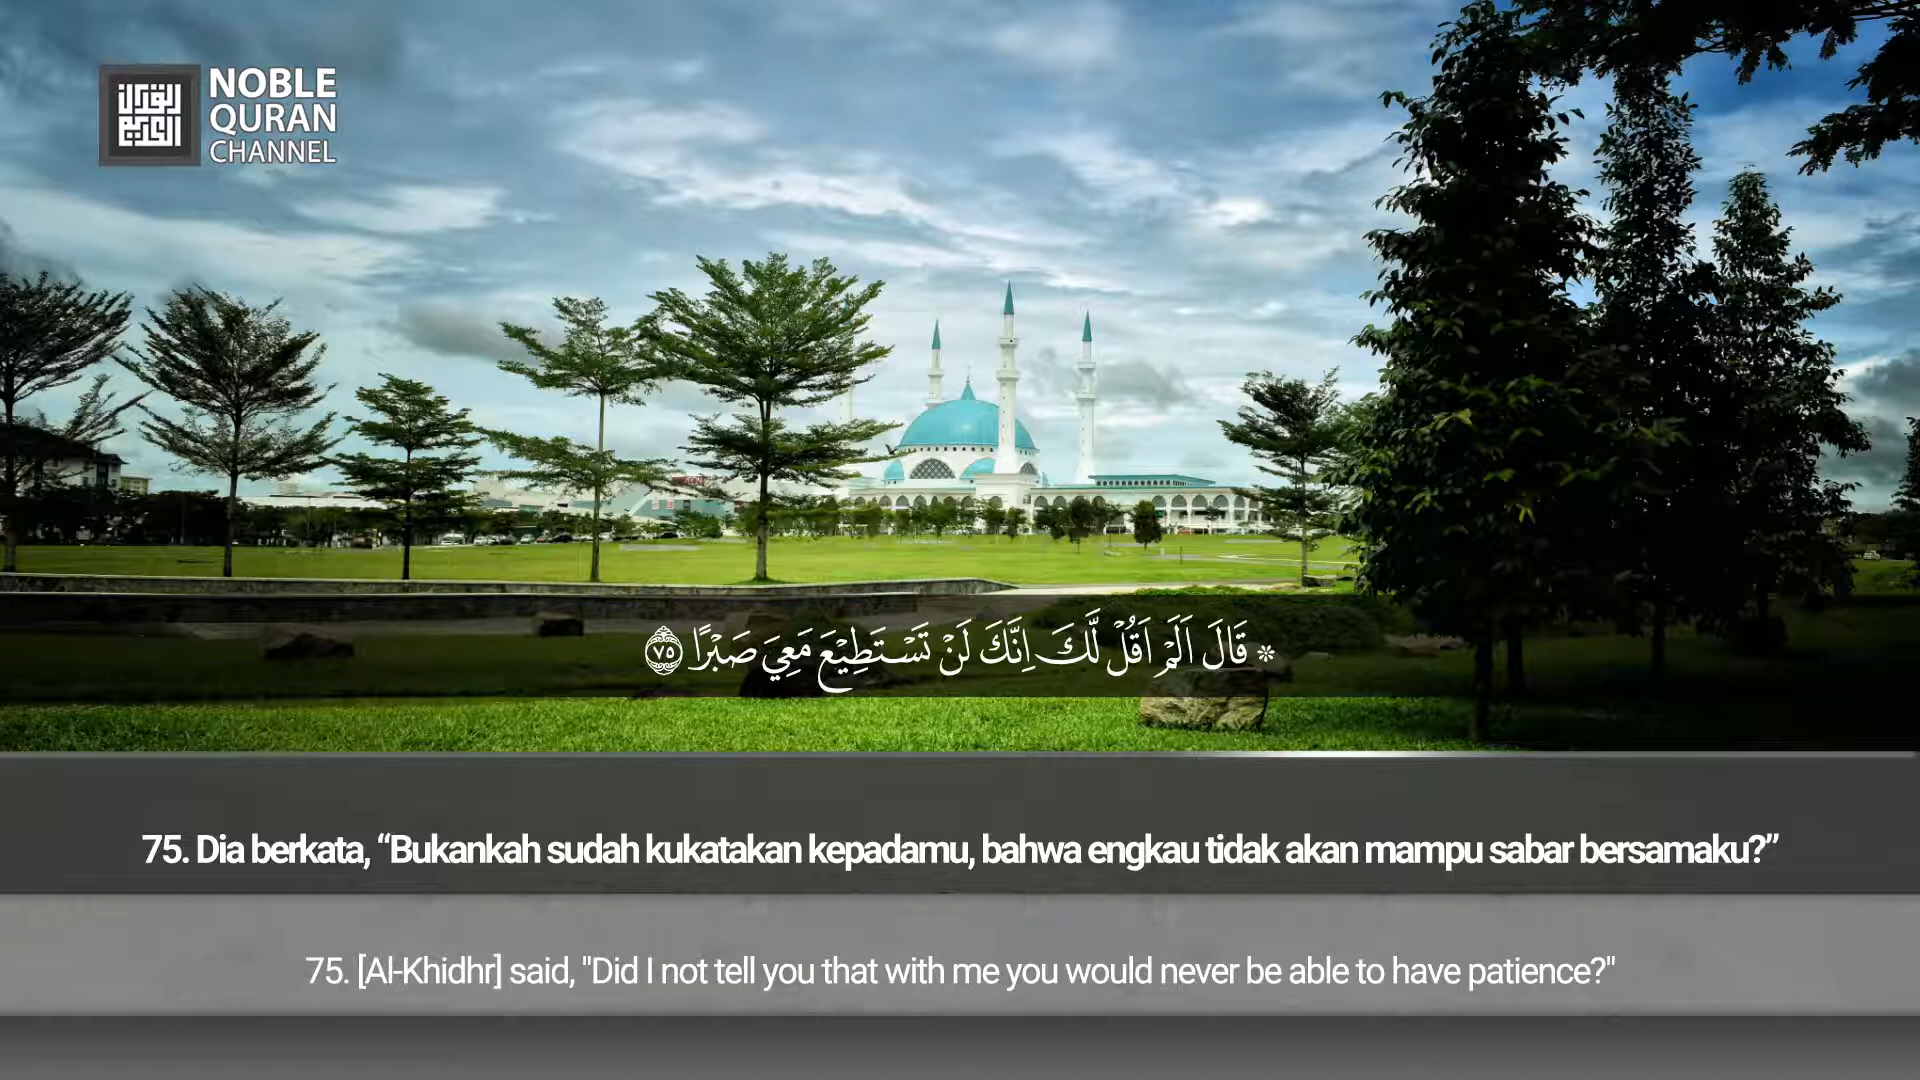 القرآن
الكريم
NOBLE
QURAN
CHANNEL
۞ قَالَ اَلَمْ اَقُلْ لَّكَ اِنَّكَ لَنْ تَسْتَطِيْعَ مَعِيَ صَبْرًا ٧٥
75. Dia berkata, “Bukankah sudah kukatakan kepadamu, bahwa engkau tidak akan mampu sabar bersamaku?”
75. [Al-Khidhr] said, "Did I not tell you that with me you would never be able to have patience?"